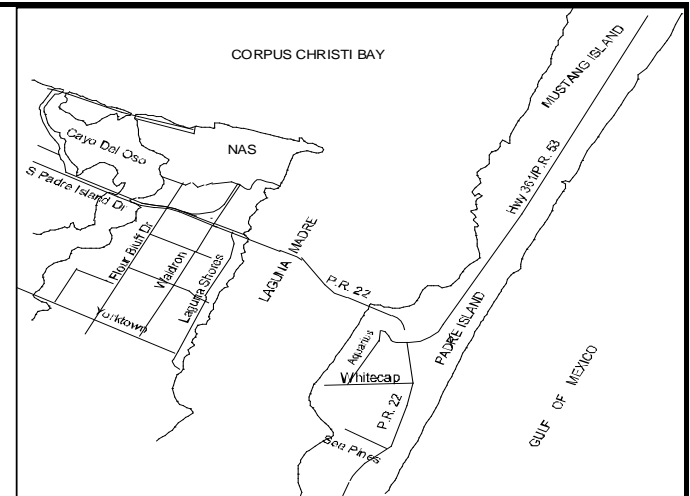 CORPUS CHRISTI BAY
MUSTANG ISLAND
Cayo Del Oso
NAS
S Padre Island Dr
Hwy 361/P.R. 53
Flour Bluff Dr
Waldron
Laguna Shores
LAGUNA MADRE
P.R. 22
Yorktown
Aquarius
PADRE ISLAND
Whitecap
P.R. 22
GULF OF MEXICO
Sea Pines